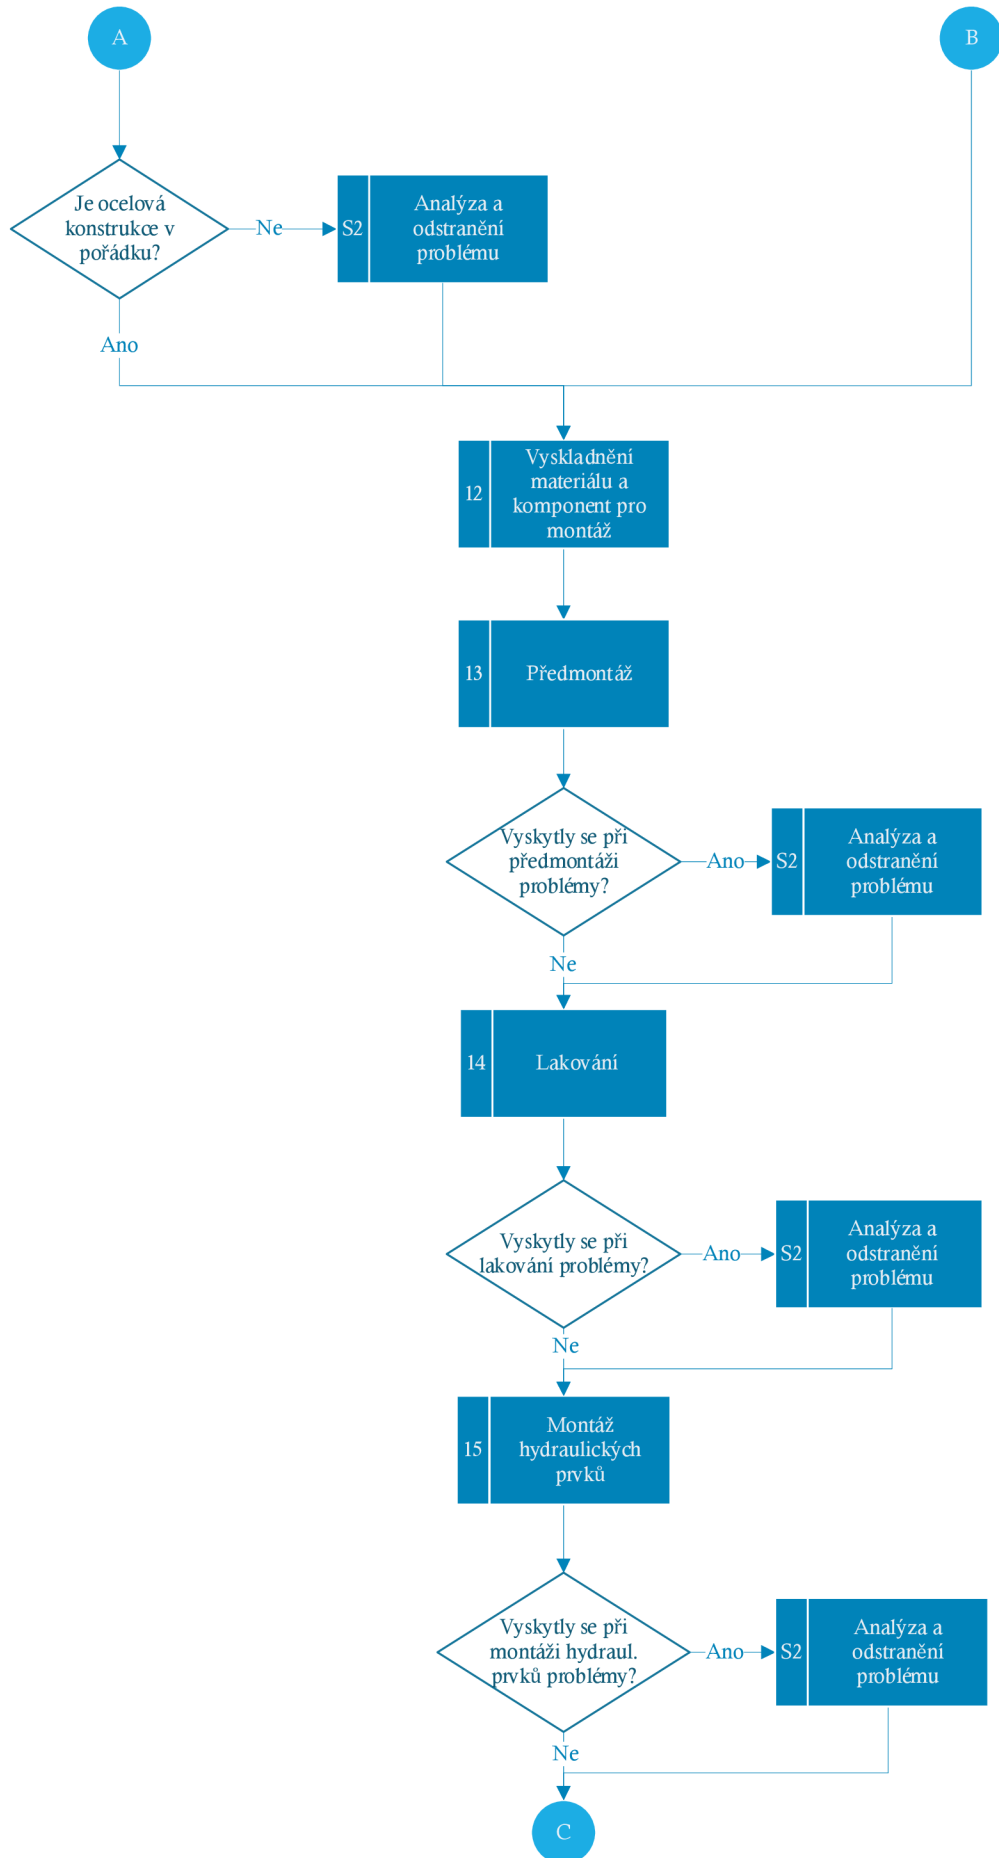 A
B
Je ocelová
konstrukce v
pořádku?
Ne
S2
Analýza a
odstranění
problému
Ano
12
Vyskladnění
materiálu a
komponent pro
montáž
13
Předmontáž
Vyskytly se při
předmontáži
problémy?
Ano
S2
Analýza a
odstranění
problému
Ne
14
Lakování
Vyskytly se při
lakování problémy?
Ano
S2
Analýza a
odstranění
problému
Ne
15
Montáž
hydraulických
prvků
Vyskytly se při
montáži hydraul.
prvků problémy?
Ano
S2
Analýza a
odstranění
problému
Ne
C